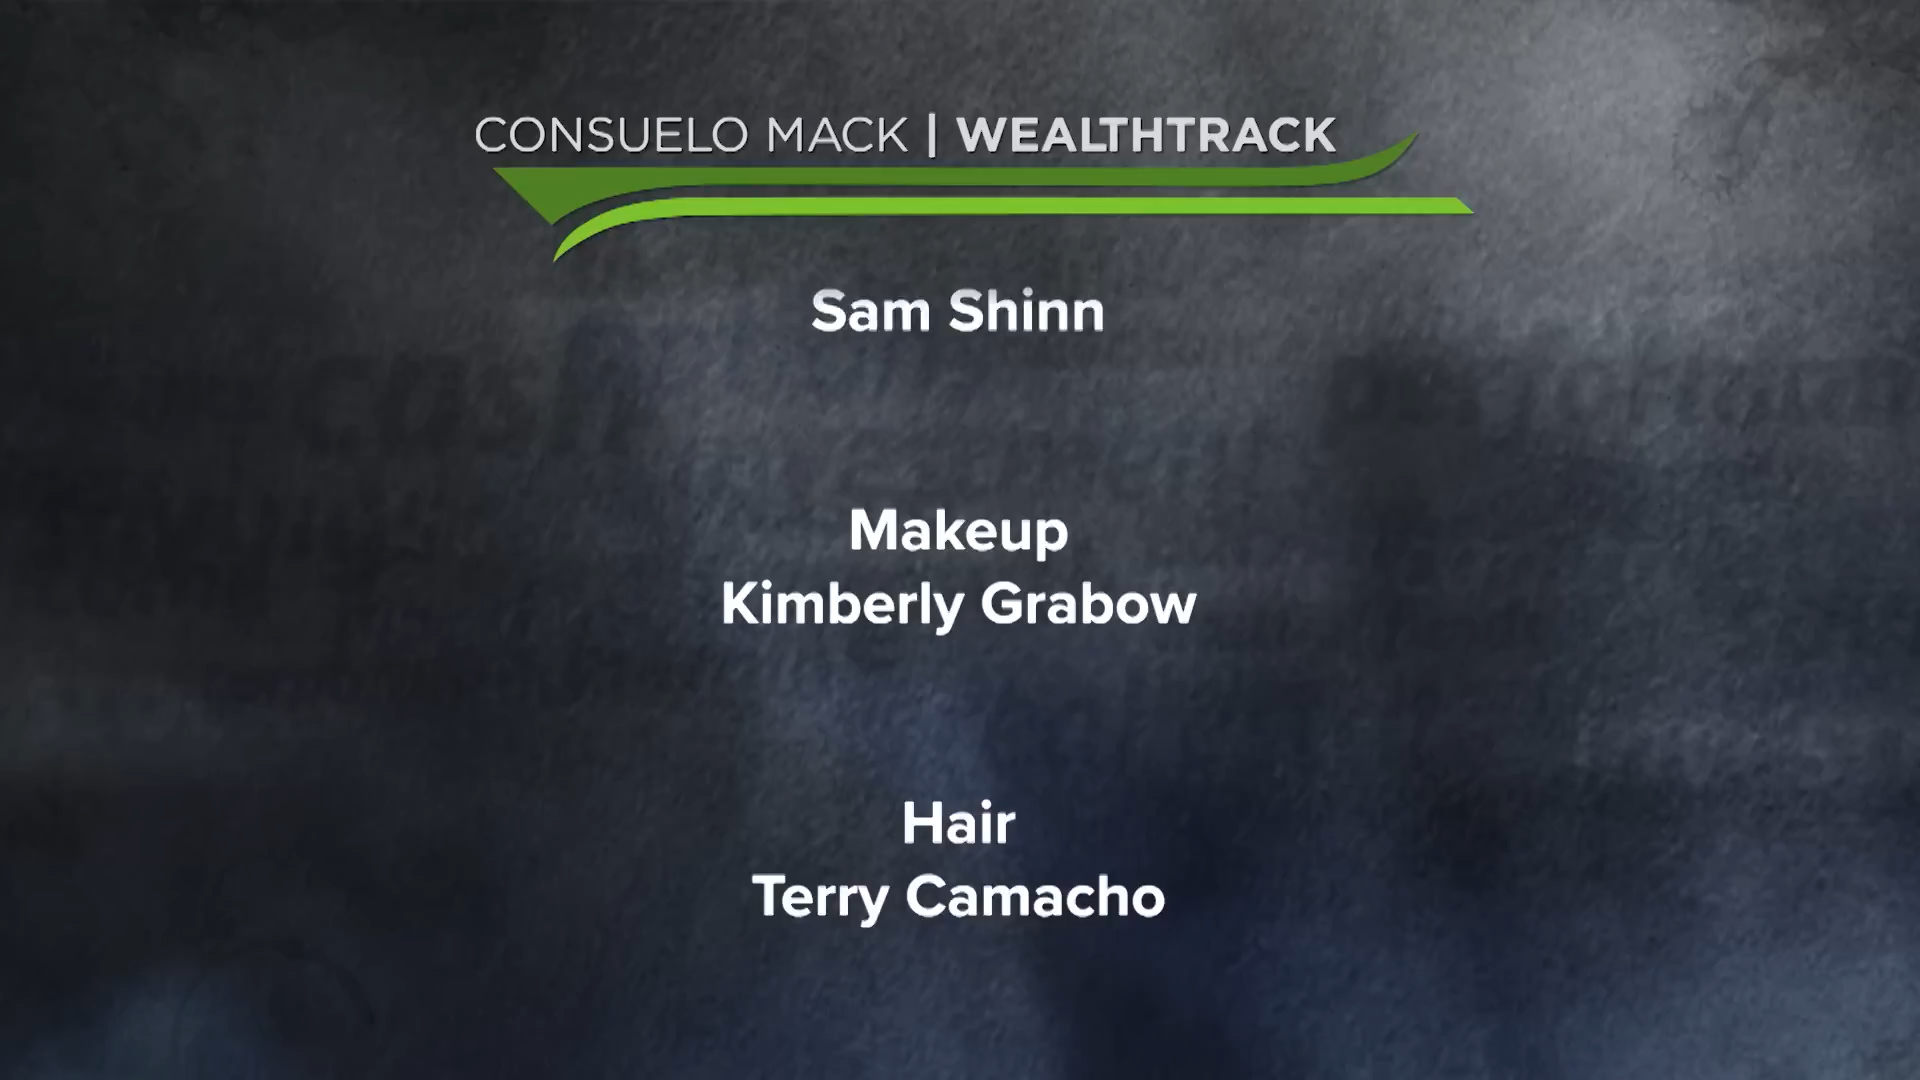 CONSUELO MACK | WEALTHTRACK
Sam Shinn
Makeup
Kimberly Grabow
Hair
Terry Camacho